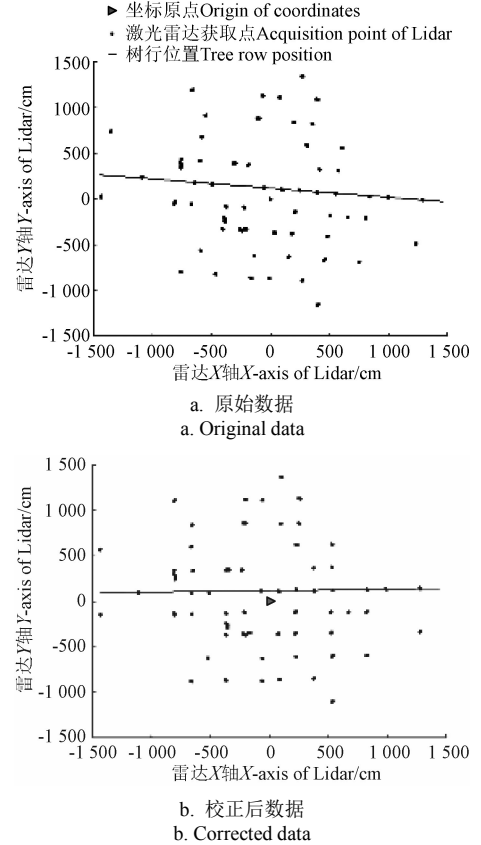 坐标原点Origin of coordinates
激光雷达获取点Acquisition point of Lidar
树行位置Tree row position
1500
1000
500
0
-500
-1 000
-1 500
雷达Y轴Y-axis of Lidar/cm
-1 500 -1 000 -500 0 500 1 000 1 500
雷达X轴X-axis of Lidar/cm
a. 原始数据
a. Original data
1 500
1 000
500
0
-500
-1 000
-1 500
雷达Y轴Y-axis of Lidar/cm
-1 500 -1 000 -500 0 500 1 000 1 500
雷达X轴X-axis of Lidar/cm
b. 校正后数据
b. Corrected data